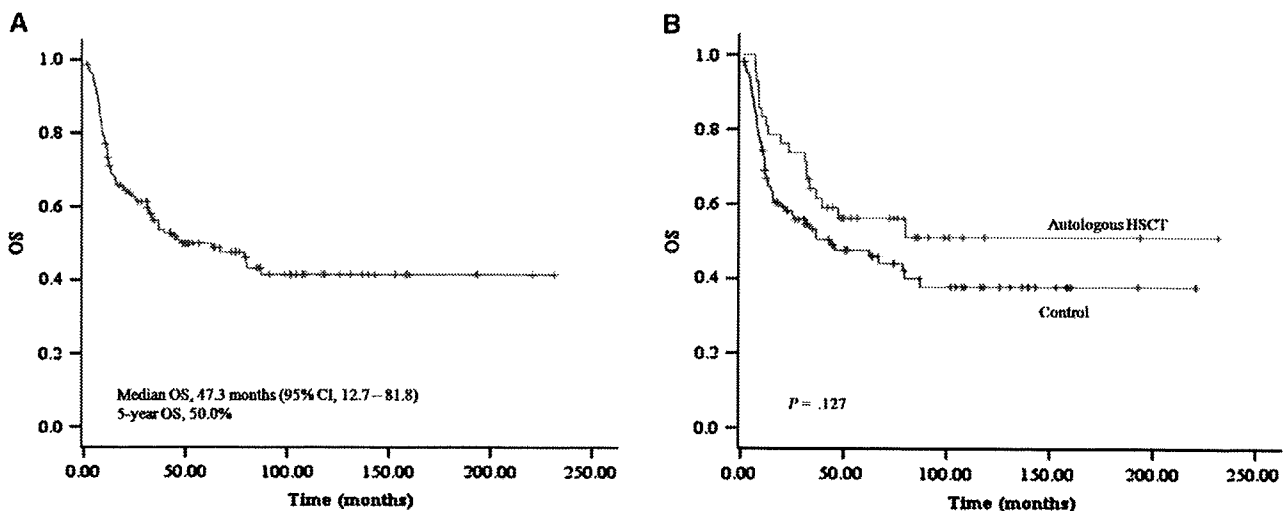 A
1.0
0.8
0.6
0.4
0.2
0.0
OS
Median OS, 47.3 months (95% CI, 12.7–81.8)
5-year OS, 50.0%
0.00 50.00 100.00 150.00 200.00 250.00
Time (months)
B
1.0
0.8
0.6
0.4
0.2
0.0
OS
Autologous HSCT
Control
P = .127
0.00 50.00 100.00 150.00 200.00 250.00
Time (months)